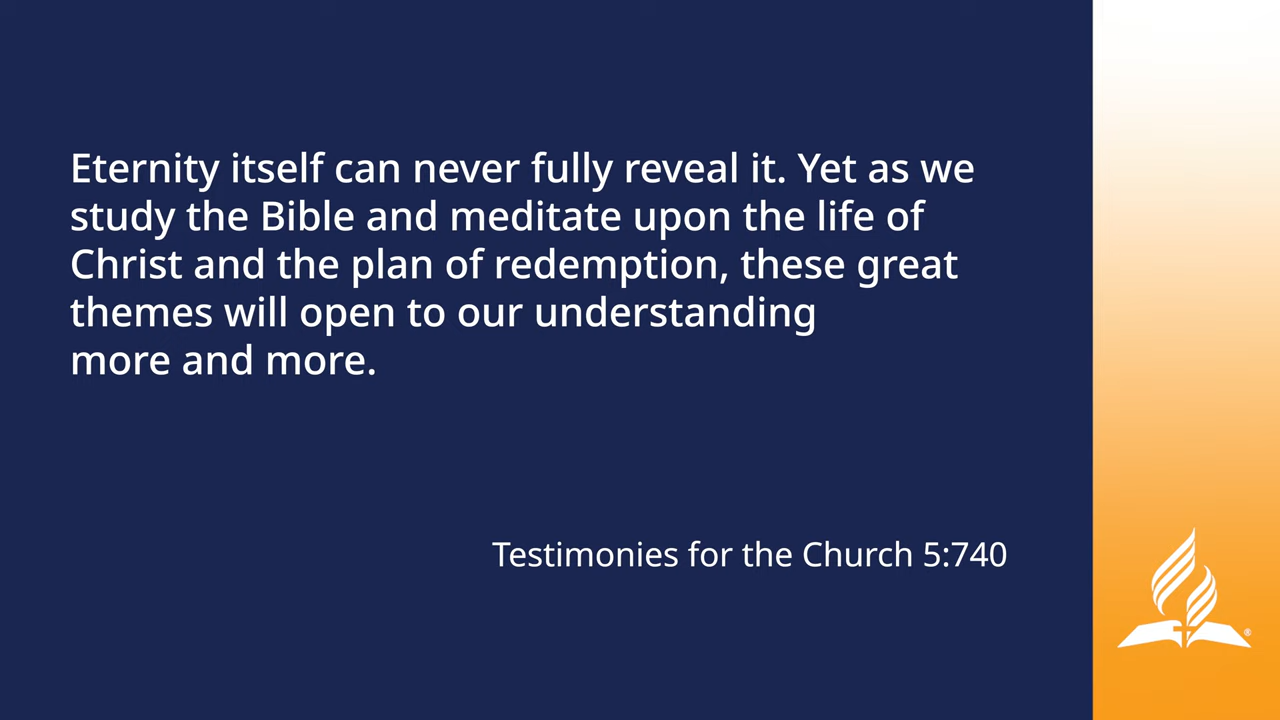 Eternity itself can never fully reveal it. Yet as we
study the Bible and meditate upon the life of
Christ and the plan of redemption, these great
themes will open to our understanding
more and more.
Testimonies for the Church 5:740
®